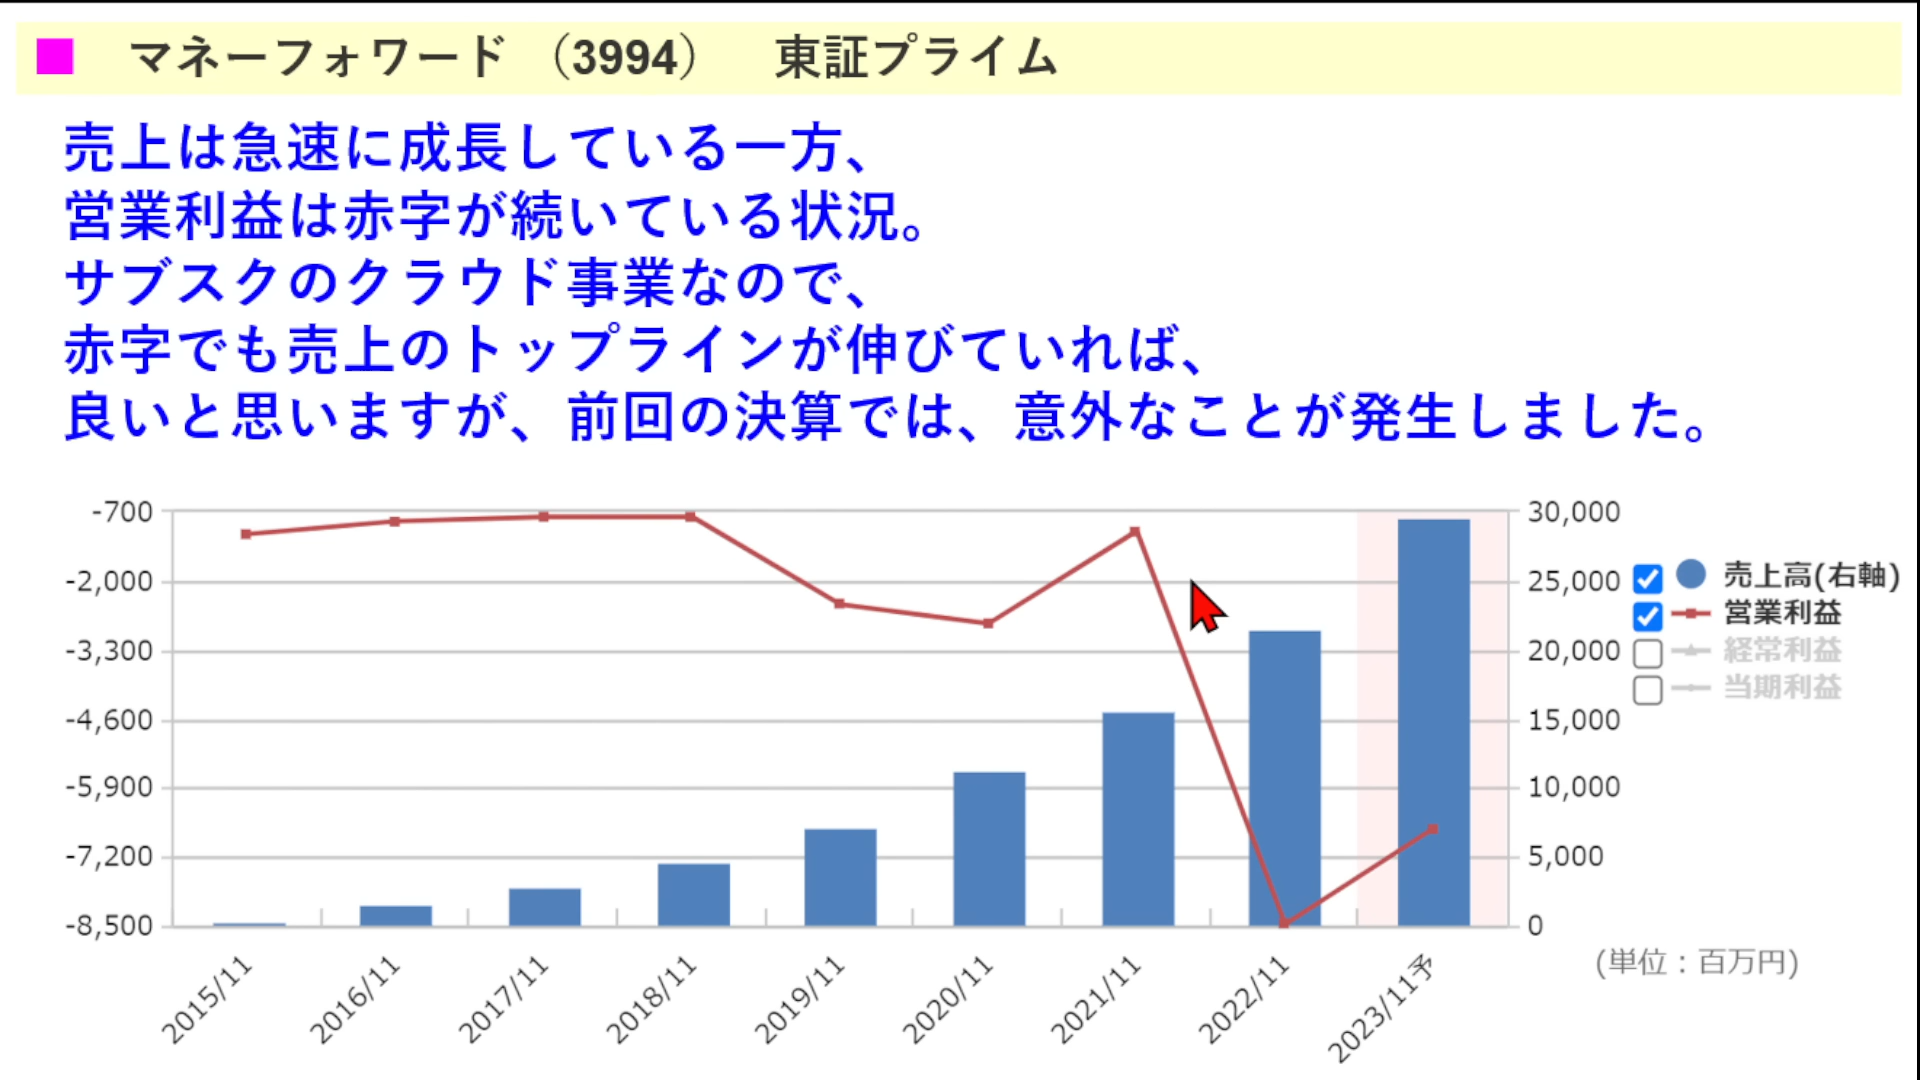 マネーフォワード （3994） 東証プライム
売上は急速に成長している一方、
営業利益は赤字が続いている状況。
サブスクのクラウド事業なので、
赤字でも売上のトップラインが伸びていれば、
良いと思いますが、前回の決算では、意外なことが発生しました。
-700
-2,000
-3,300
-4,600
-5,900
-7,200
-8,500
30,000
25,000
20,000
15,000
10,000
5,000
0
売上高(右軸)
営業利益
経常利益
当期利益
(単位：百万円)
2015/11
2016/11
2017/11
2018/11
2019/11
2020/11
2021/11
2022/11
2023/11予